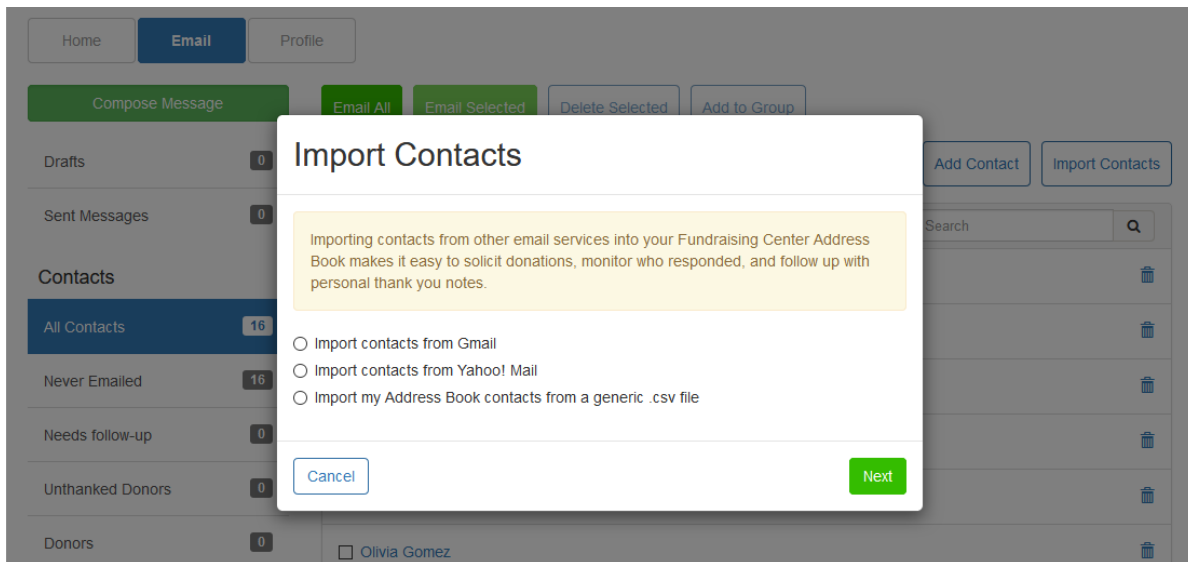 Home Email Profile
Compose Message
Email All Email Selected Delete Selected Add to Group
Drafts 0
Sent Messages 0
Contacts
All Contacts 16
Never Emailed 16
Needs follow-up 0
Unthanked Donors 0
Donors 0
Import Contacts
Importing contacts from other email services into your Fundraising Center Address
Book makes it easy to solicit donations, monitor who responded, and follow up with
personal thank you notes.
Import contacts from Gmail
Import contacts from Yahoo! Mail
Import my Address Book contacts from a generic .csv file
Cancel Next
Add Contact Import Contacts
Search
Olivia Gomez